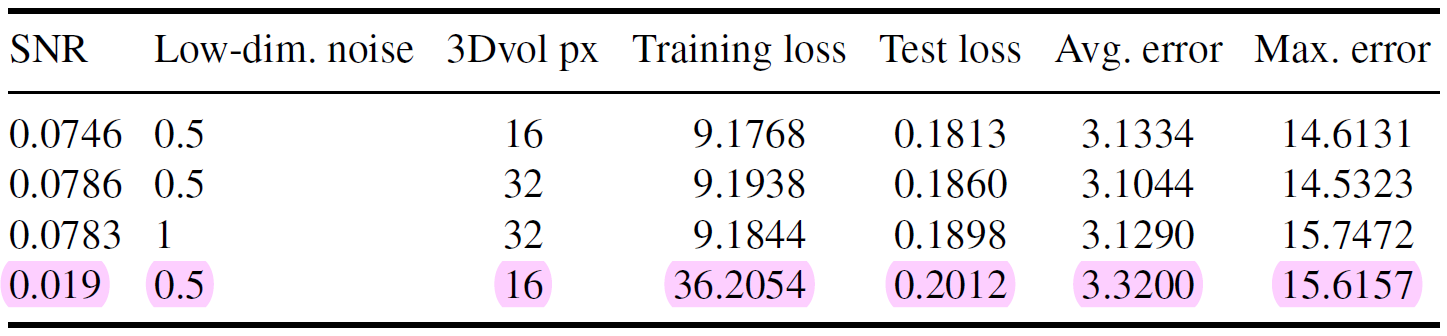 SNR Low-dim. noise 3Dvol px Training loss Test loss Avg. error Max. error
0.0746 0.5 16 9.1768 0.1813 3.1334 14.6131
0.0786 0.5 32 9.1938 0.1860 3.1044 14.5323
0.0783 1 32 9.1844 0.1898 3.1290 15.7472
0.019 0.5 16 36.2054 0.2012 3.3200 15.6157